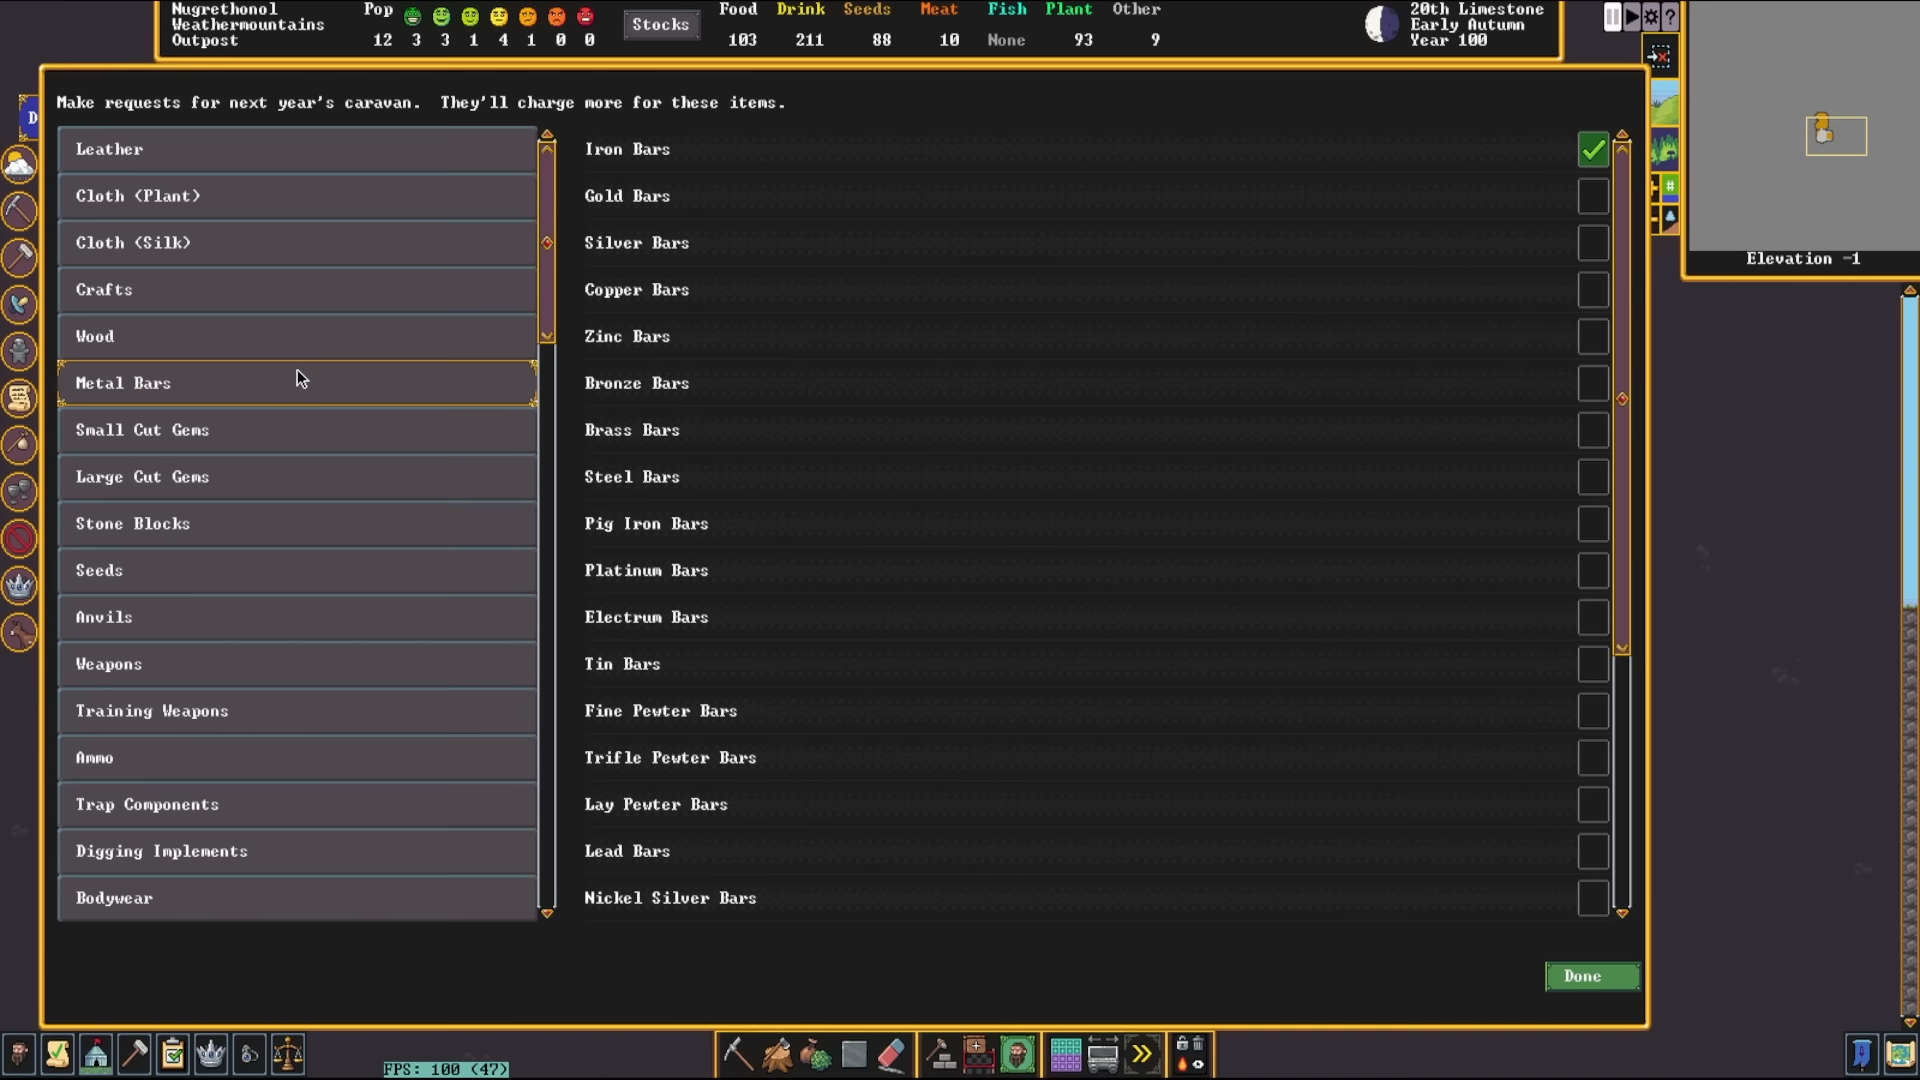 Nugrethonol
Weathermountains
Outpost
Pop
12 3 3 1 4 1 0 0
Stocks
Food Drink Seeds Meat Fish Plant Other
103 211 88 10 None 93 9
20th Limestone
Early Autumn
Year 100
?
D
Make requests for next year's caravan. They'll charge more for these items.
Leather
Cloth (Plant)
Cloth (Silk)
Crafts
Wood
Metal Bars
Small Cut Gems
Large Cut Gems
Stone Blocks
Seeds
Anvils
Weapons
Training Weapons
Ammo
Trap Components
Digging Implements
Bodywear
Iron Bars
Gold Bars
Silver Bars
Copper Bars
Zinc Bars
Bronze Bars
Brass Bars
Steel Bars
Pig Iron Bars
Platinum Bars
Electrum Bars
Tin Bars
Fine Pewter Bars
Trifle Pewter Bars
Lay Pewter Bars
Lead Bars
Nickel Silver Bars
Done
#
Elevation -1
FPS: 100 (47)